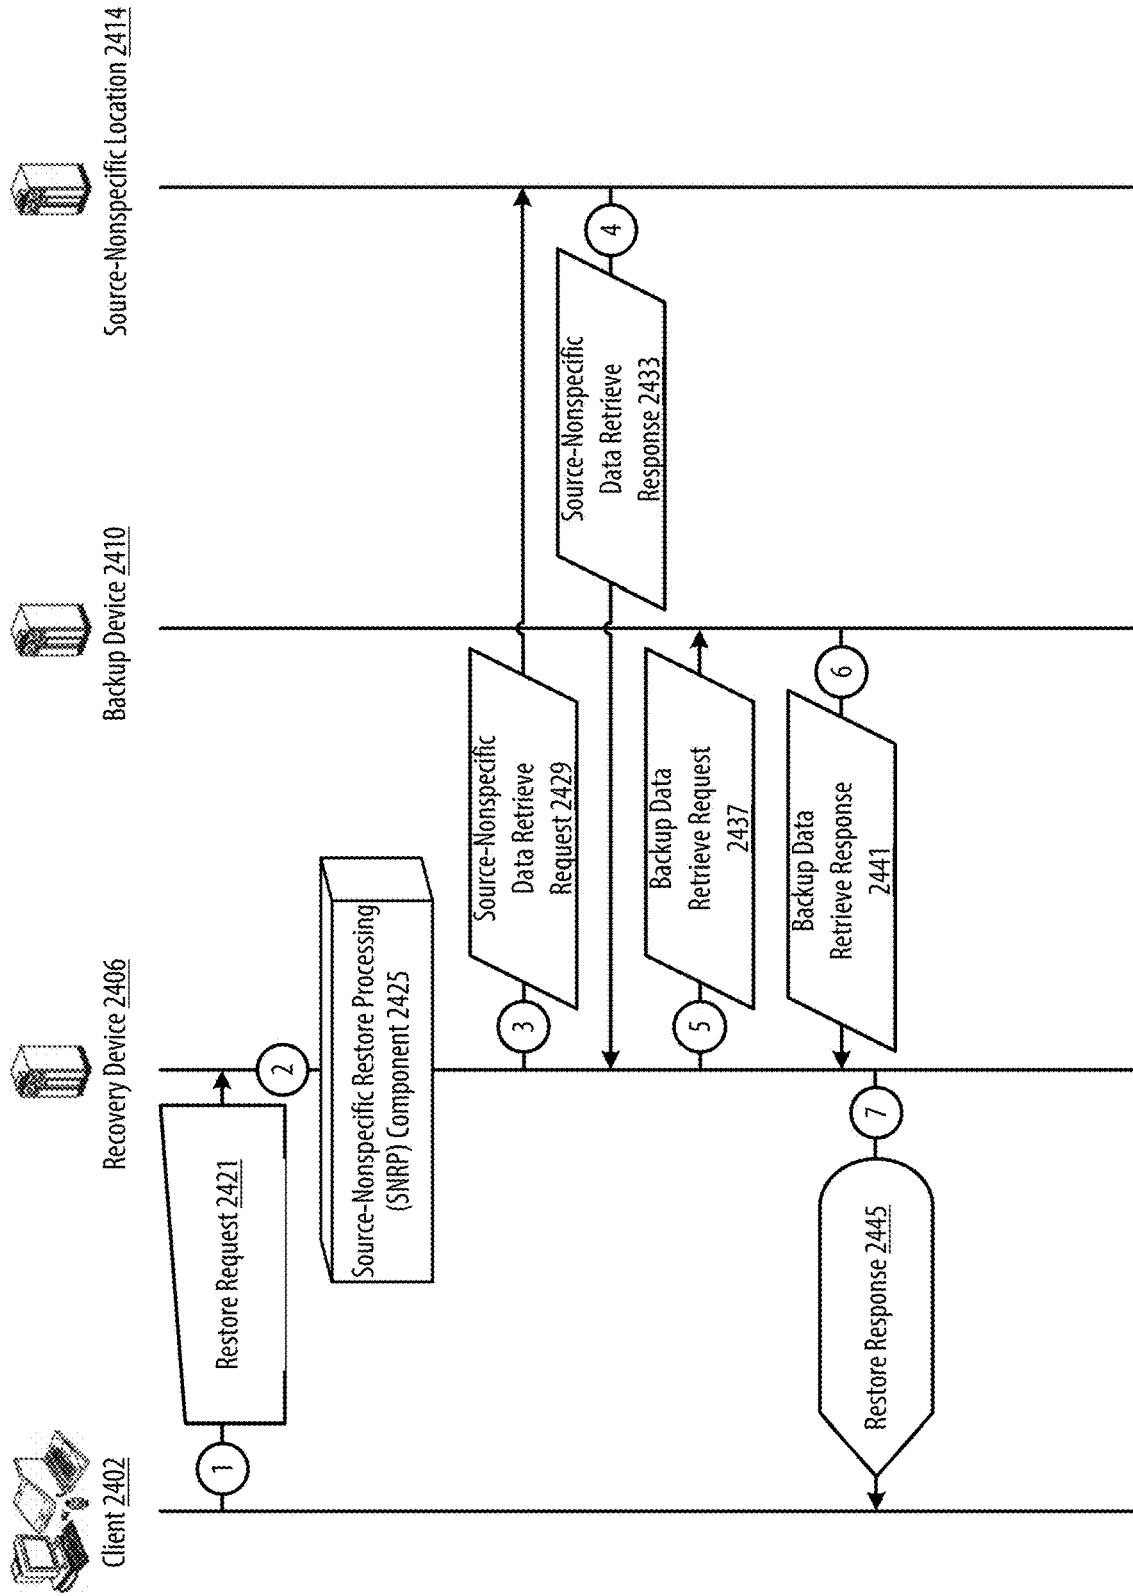 Client 2402
Recovery Device 2406
Backup Device 2410
Source-Nonspecific Location 2414
1
Restore Request 2421
2
Source-Nonspecific Restore Processing
(SNRP) Component 2425
3
Source-Nonspecific
Data Retrieve
Request 2429
4
Source-Nonspecific
Data Retrieve
Response 2433
5
Backup Data
Retrieve Request
2437
6
Backup Data
Retrieve Response
2441
7
Restore Response 2445